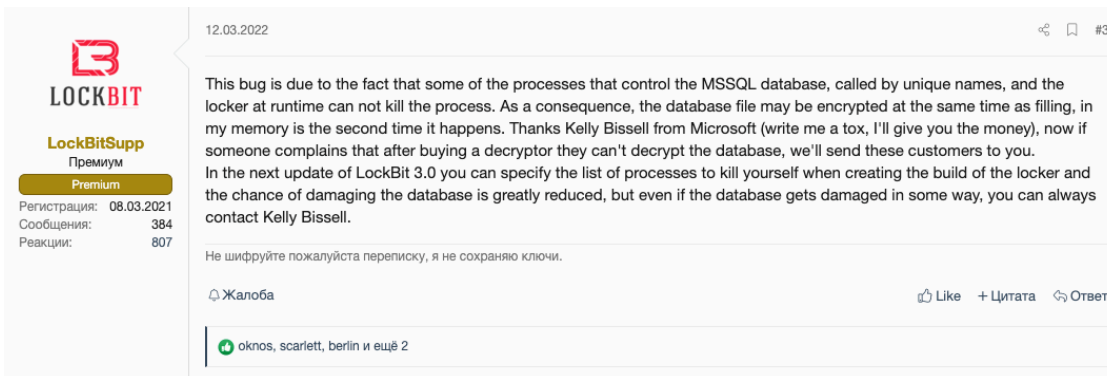 LOCKBIT
LockBitSupp
Премиум
Premium
Регистрация: 08.03.2021
Сообщения: 384
Реакции: 807
12.03.2022
#3
This bug is due to the fact that some of the processes that control the MSSQL database, called by unique names, and the
locker at runtime can not kill the process. As a consequence, the database file may be encrypted at the same time as filling, in
my memory is the second time it happens. Thanks Kelly Bissell from Microsoft (write me a tox, I'll give you the money), now if
someone complains that after buying a decryptor they can't decrypt the database, we'll send these customers to you.
In the next update of LockBit 3.0 you can specify the list of processes to kill yourself when creating the build of the locker and
the chance of damaging the database is greatly reduced, but even if the database gets damaged in some way, you can always
contact Kelly Bissell.
Не шифруйте пожалуйста переписку, я не сохраняю ключи.
Жалоба
Like + Цитата Ответ
oknos, scarlett, berlin и ещё 2